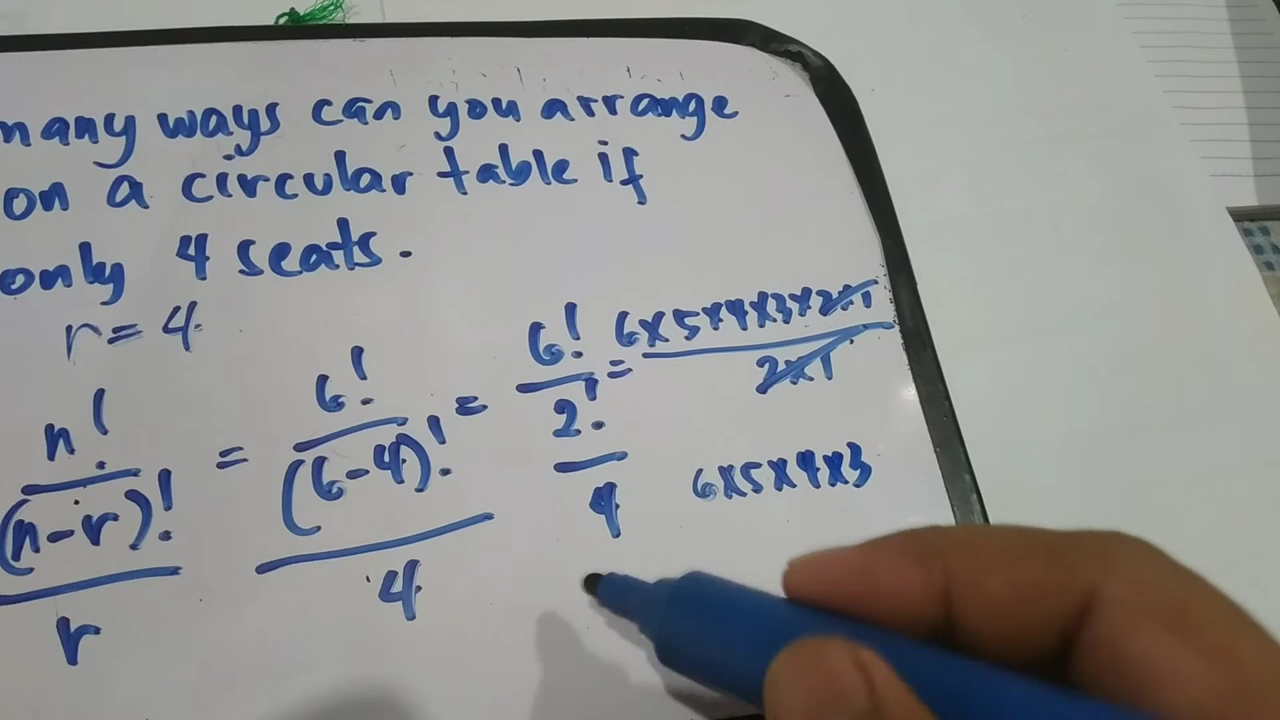 many ways can you arrange
on a circular table if
only 4 seats.
r = 4
n! / (n-r)! / r = 6! / (6-4)! / 4 = 6! / 2! / 4 = 6x5x4x3x2x1 / 2x1
6x5x4x3